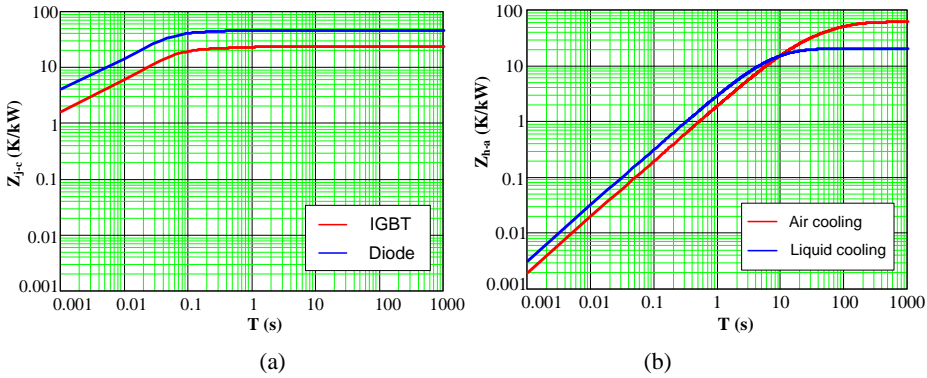 100
10
1
0.1
0.01
0.001
Z_{j-c} (K/kW)
IGBT
Diode
0.001 0.01 0.1 1 10 100 1000
T (s)
(a)
100
10
1
0.1
0.01
0.001
Z_{h-a} (K/kW)
Air cooling
Liquid cooling
0.001 0.01 0.1 1 10 100 1000
T (s)
(b)